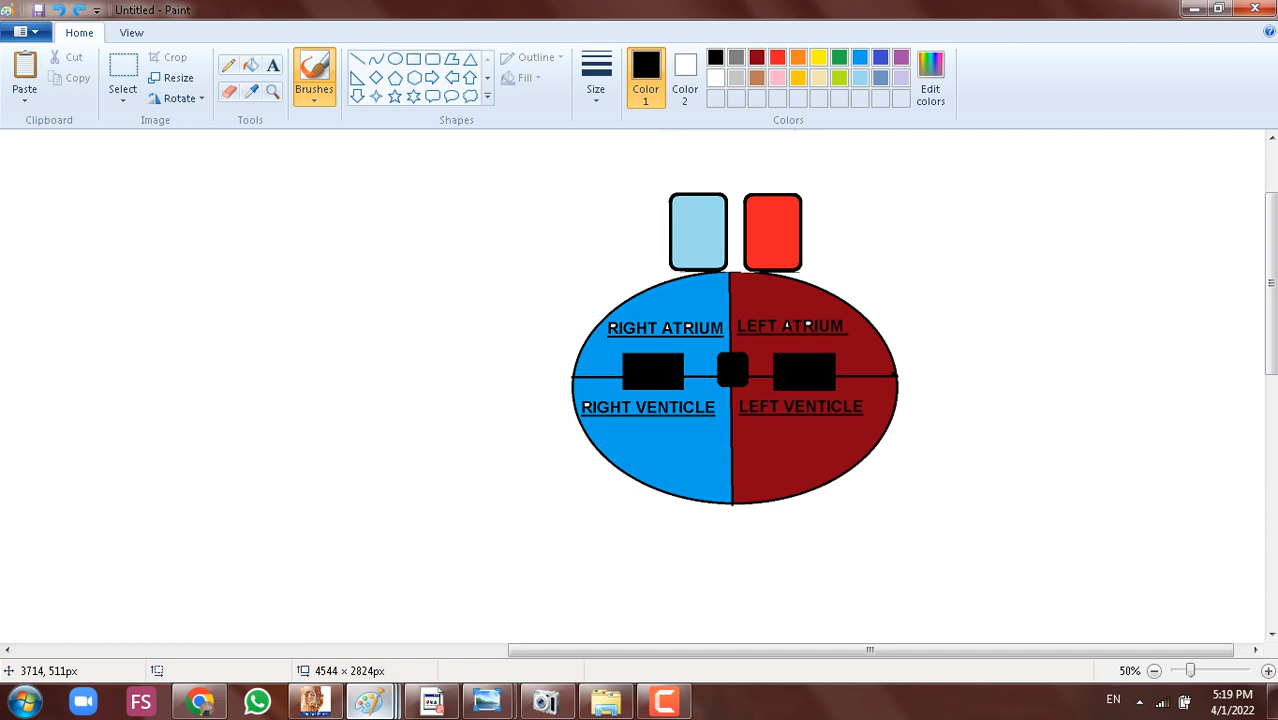 Untitled - Paint
Home View
Paste
Cut
Copy
Clipboard
Select
Crop
Resize
Rotate
Image
A
Tools
Brushes
Shapes
Outline
Fill
Size
Color 1
Color 2
Edit colors
Colors
RIGHT ATRIUM LEFT ATRIUM
RIGHT VENTICLE LEFT VENTICLE
3714, 511px
4544 × 2824px
50%
FS
EN
5:19 PM
4/1/2022